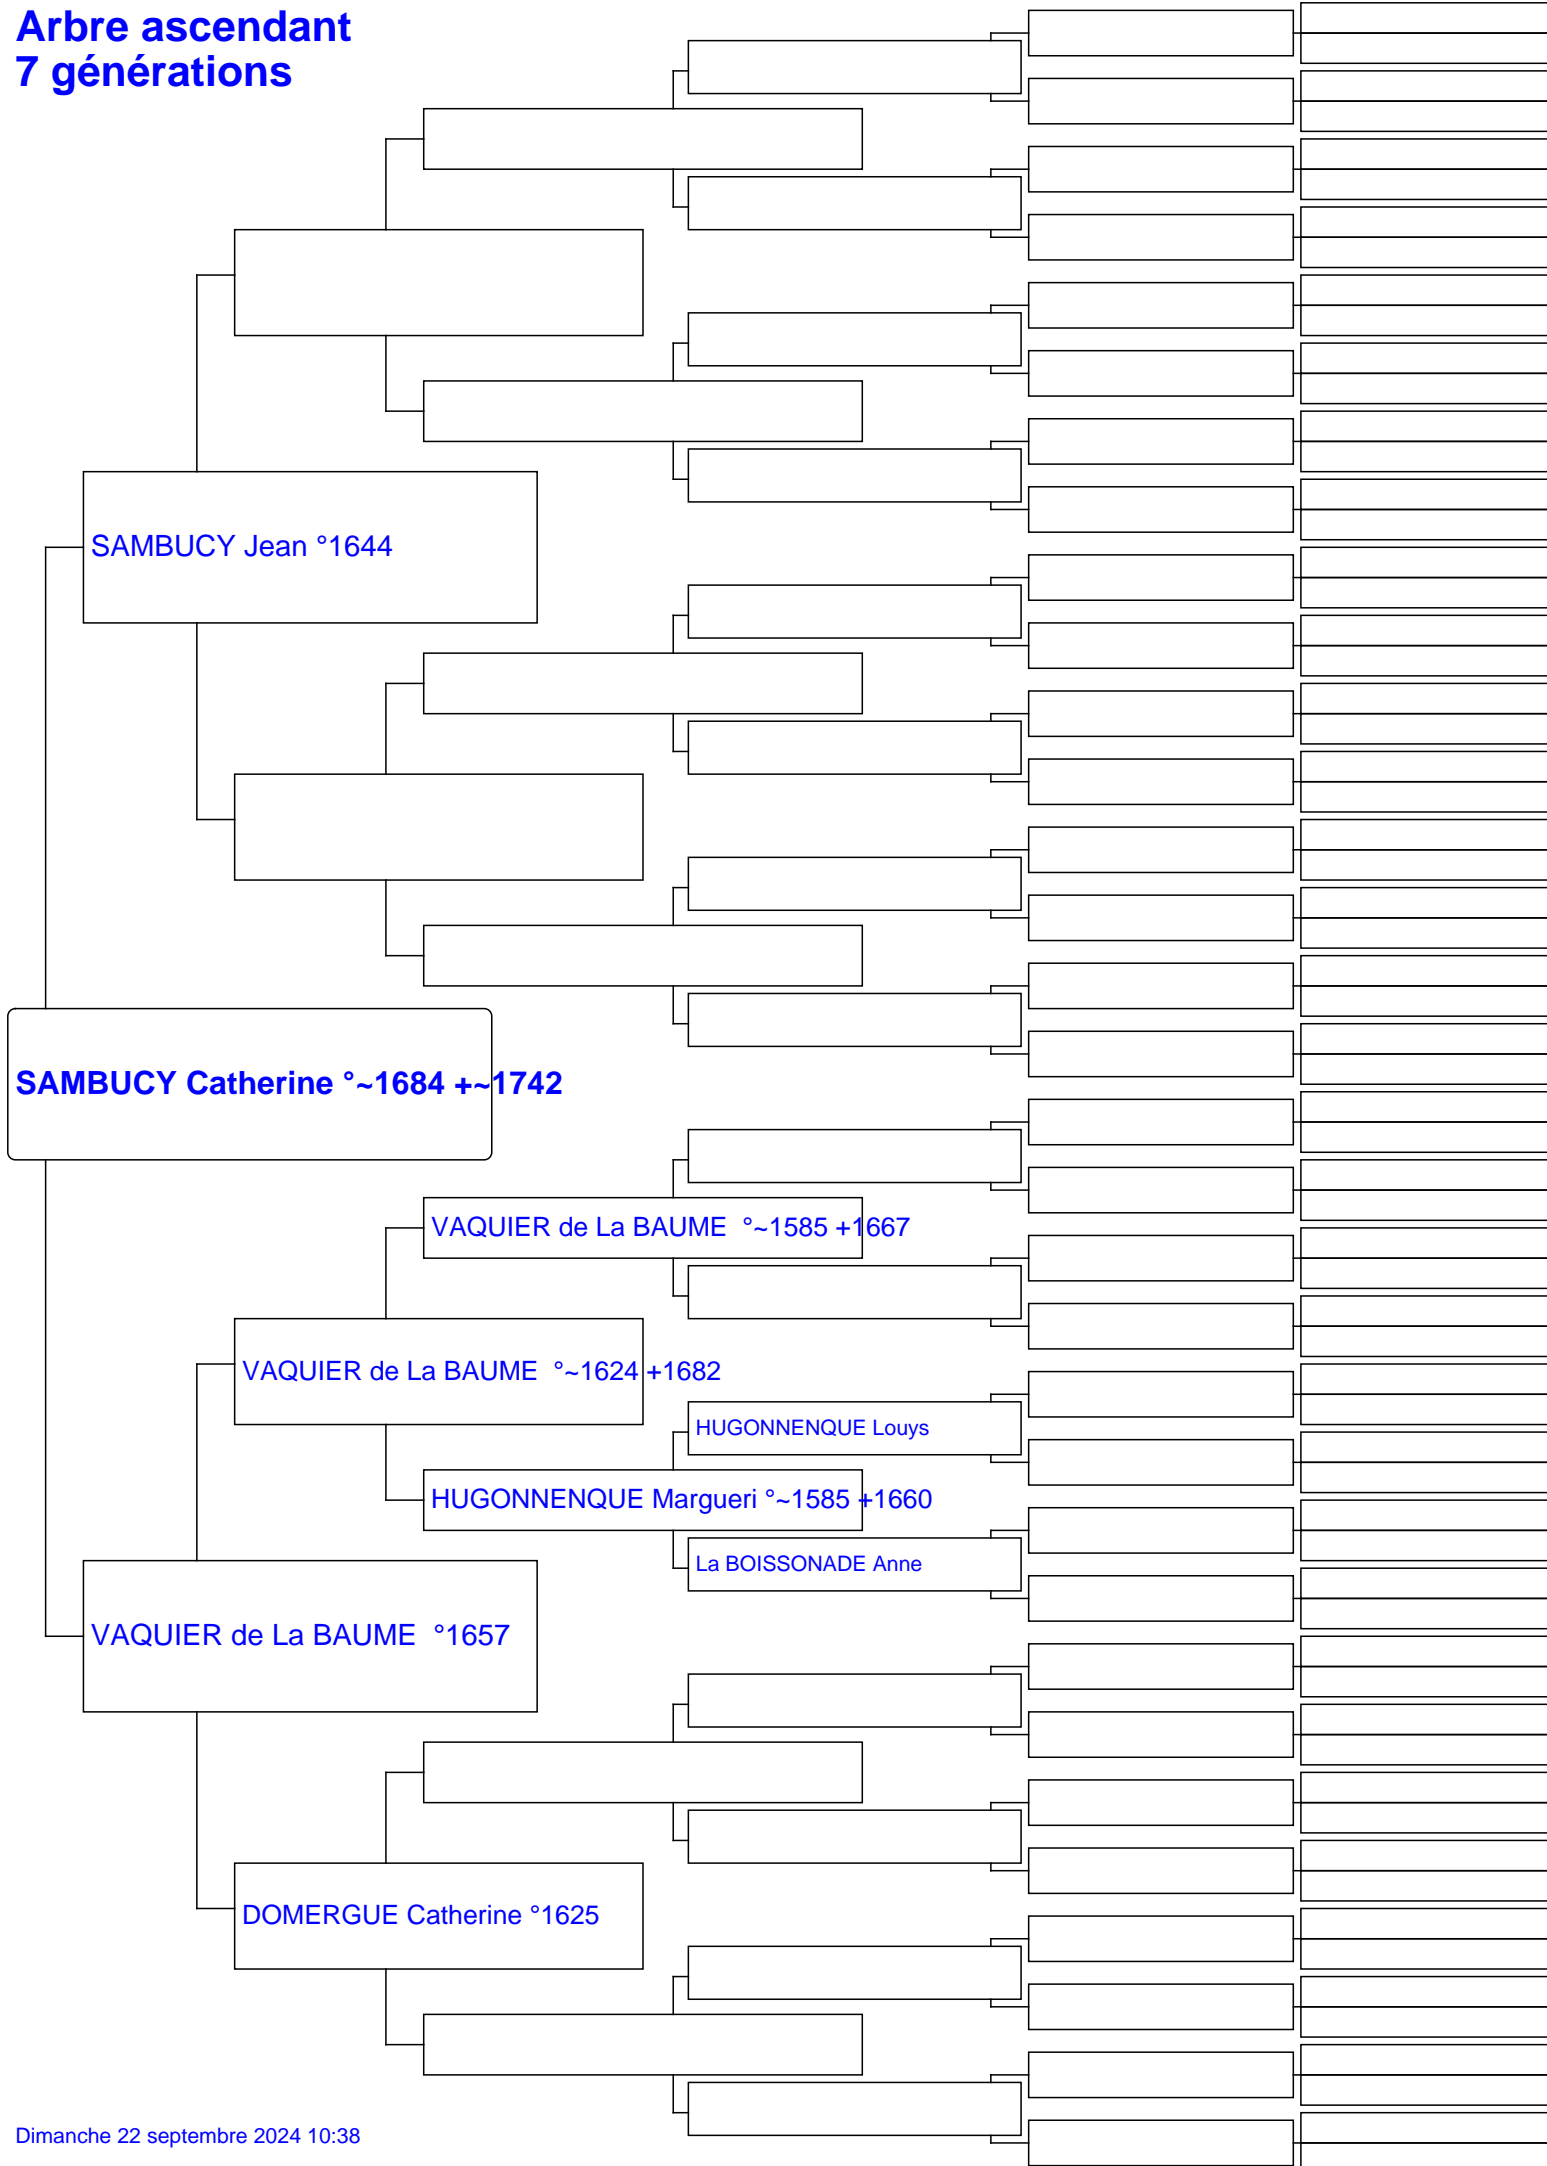 Arbre ascendant
7 générations
SAMBUCY Jean °1644
SAMBUCY Catherine °~1684 +~1742
VAQUIER de La BAUME  °~1585 +1667
VAQUIER de La BAUME  °~1624 +1682
HUGONNENQUE Louys
HUGONNENQUE Margueri °~1585 +1660
La BOISSONADE Anne
VAQUIER de La BAUME  °1657
DOMERGUE Catherine °1625
Dimanche 22 septembre 2024 10:38